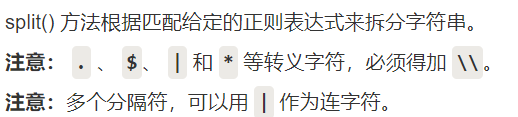 split() 方法根据匹配给定的正则表达式来拆分字符串。
注意： . 、 $、 | 和 * 等转义字符，必须得加 \\。
注意：多个分隔符，可以用 | 作为连字符。